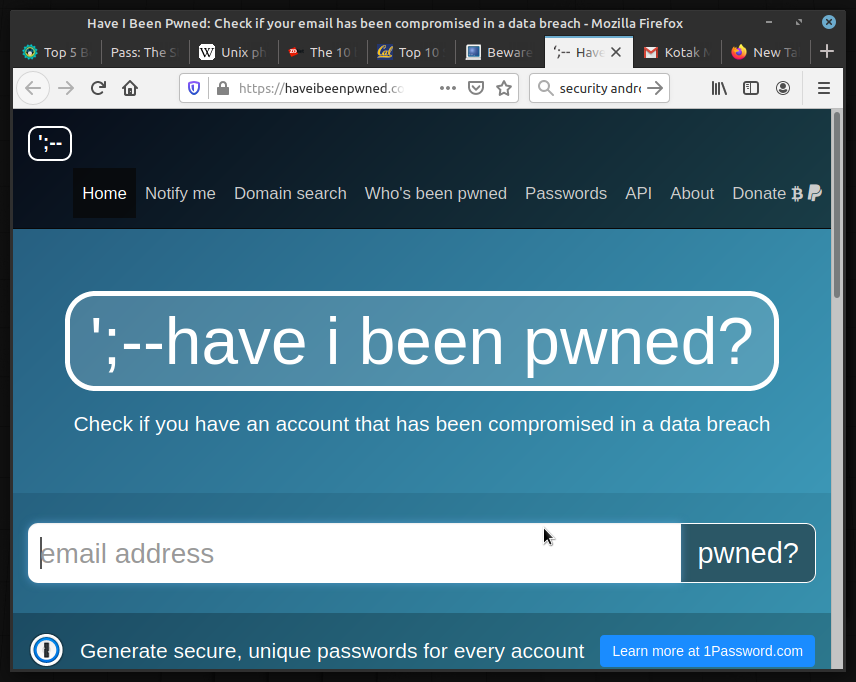 Have I Been Pwned: Check if your email has been compromised in a data breach - Mozilla Firefox
Top 5 Pass: The S Unix ph The 10 Top 10 Beware ';-- Have Kotak New Ta
https://haveibeenpwned.co security andro
';--
Home Notify me Domain search Who's been pwned Passwords API About Donate
';--have i been pwned?
Check if you have an account that has been compromised in a data breach
email address pwned?
Generate secure, unique passwords for every account Learn more at 1Password.com